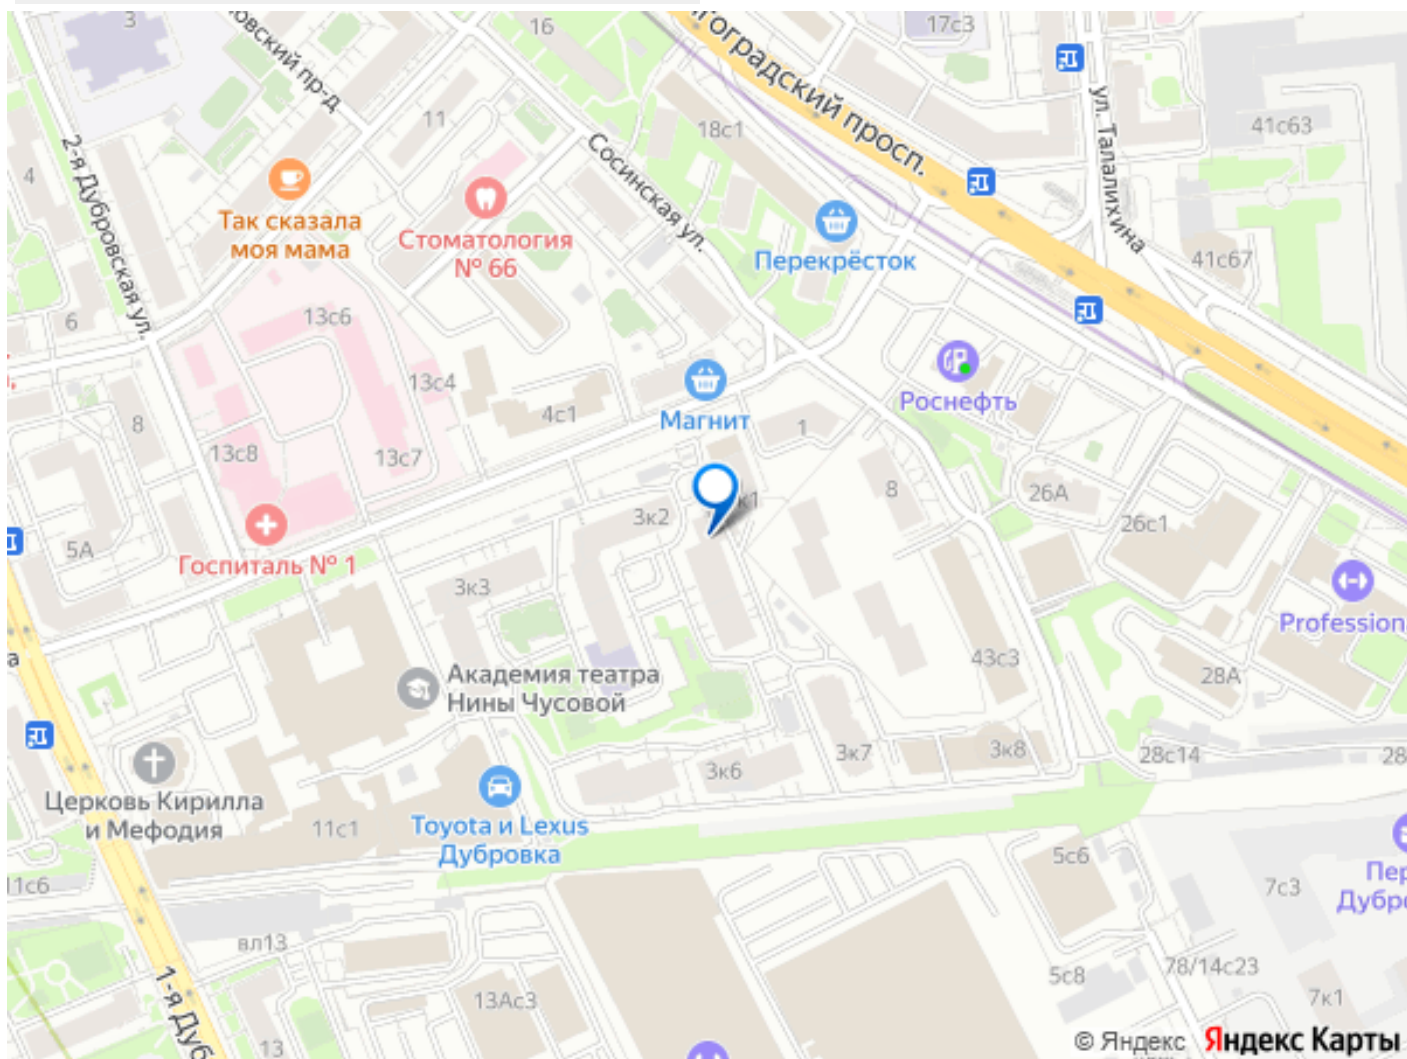 3
16
17с3
овский пр-д
гоградский просп.
ул. Талалихина
41с63
11
18с1
2-я Дубровская ул.
4
Сосинская ул.
Так сказала
моя мама
Стоматология
№ 66
Перекрёсток
41с67
6
13с6
13с4
Роснефть
4с1
Магнит
1
8
13с8
13с7
8
26А
3к2
к1
26с1
5А
Госпиталь № 1
3к3
Profession
а
43с3
28А
Академия театра
Нины Чусовой
3к7
3к8
28с14
28
3к6
Церковь Кирилла
и Мефодия
11с1
Toyota и Lexus
Дубровка
5с6
11с6
7с3
Пер
Дубро
вл13
1-я Дуб
5с8
78/14с23
13Ас3
7к1
13
© Яндекс Яндекс Карты